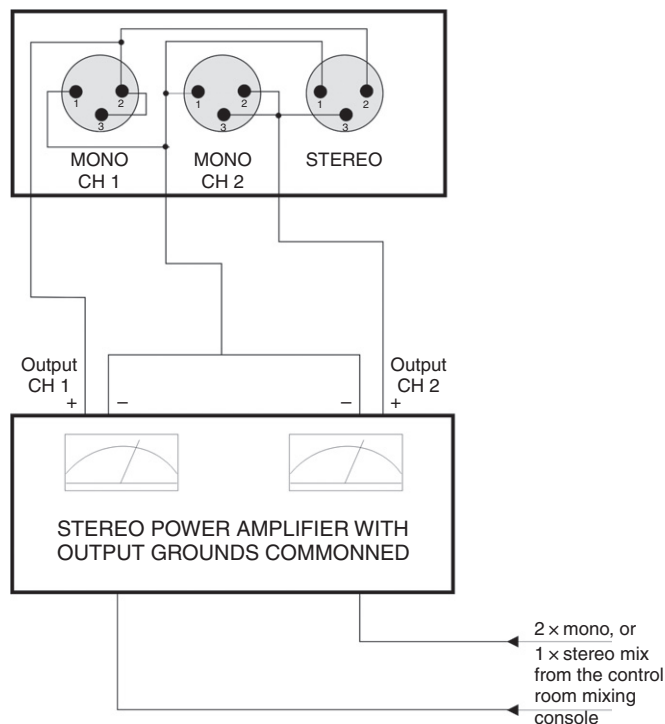 1
2
3
1
2
3
1
2
3
MONO
CH 1
MONO
CH 2
STEREO
Output
CH 1
+
–
–
Output
CH 2
+
STEREO POWER AMPLIFIER WITH
OUTPUT GROUNDS COMMONNED
2 × mono, or
1 × stereo mix
from the control
room mixing
console